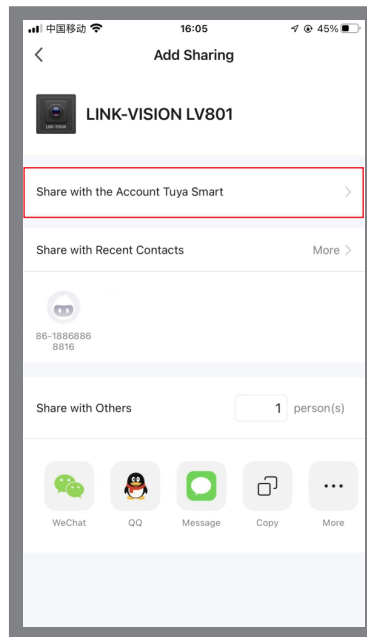 中国移动 16:05 45%
Add Sharing
LINK-VISION LV801
LINK-VISION
Share with the Account Tuya Smart
Share with Recent Contacts More
86-1886886
8816
Share with Others 1 person(s)
WeChat QQ Message Copy More